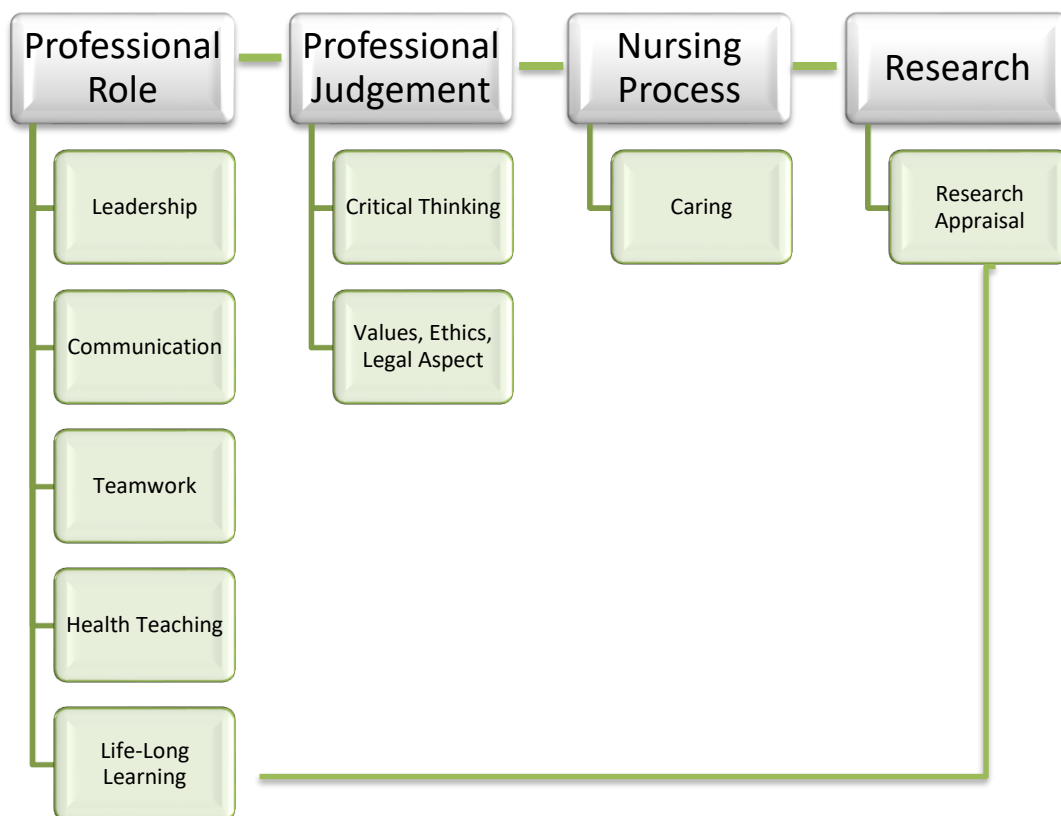 Professional
Role
Professional
Judgement
Nursing
Process
Research
Leadership
Communication
Teamwork
Health Teaching
Life-Long
Learning
Critical Thinking
Values, Ethics,
Legal Aspect
Caring
Research
Appraisal